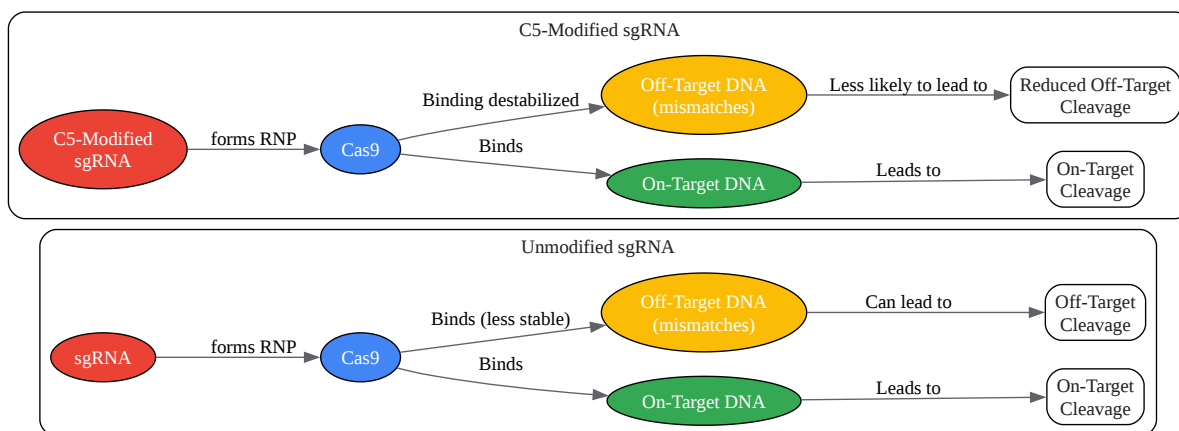 C5-Modified sgRNA
C5-Modified
sgRNA
forms RNP
Cas9
Binding destabilized
Off-Target DNA
(mismatches)
Less likely to lead to
Reduced Off-Target
Cleavage
Binds
On-Target DNA
Leads to
On-Target
Cleavage
Unmodified sgRNA
sgRNA
forms RNP
Cas9
Binds (less stable)
Off-Target DNA
(mismatches)
Can lead to
Off-Target
Cleavage
Binds
On-Target DNA
Leads to
On-Target
Cleavage